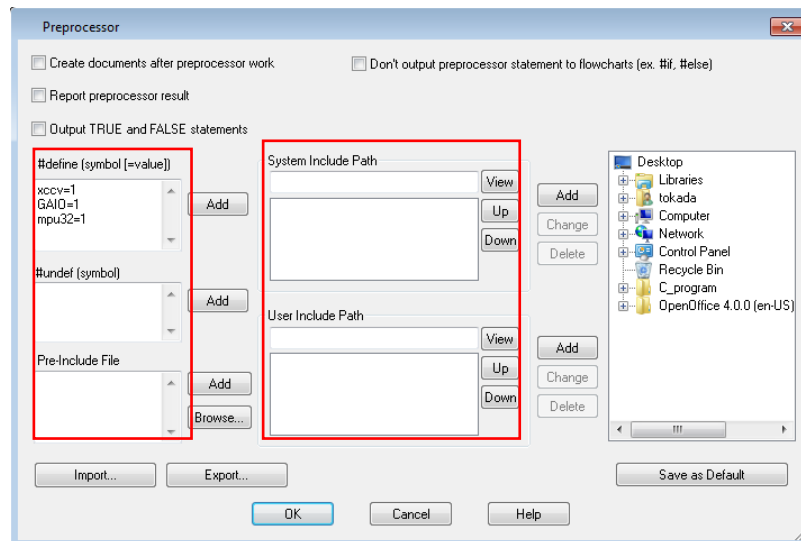 Preprocessor
Create documents after preprocessor work
Don't output preprocessor statement to flowcharts (ex. #if, #else)
Report preprocessor result
Output TRUE and FALSE statements
#define (symbol [=value])
xccv=1
GAIO=1
mpu32=1
Add
#undef (symbol)
Add
Pre-Include File
Add
Browse...
System Include Path
View
Up
Down
Add
Change
Delete
User Include Path
View
Up
Down
Add
Change
Delete
Desktop
Libraries
tokada
Computer
Network
Control Panel
Recycle Bin
C_program
OpenOffice 4.0.0 (en-US)
Import...
Export...
Save as Default
OK
Cancel
Help